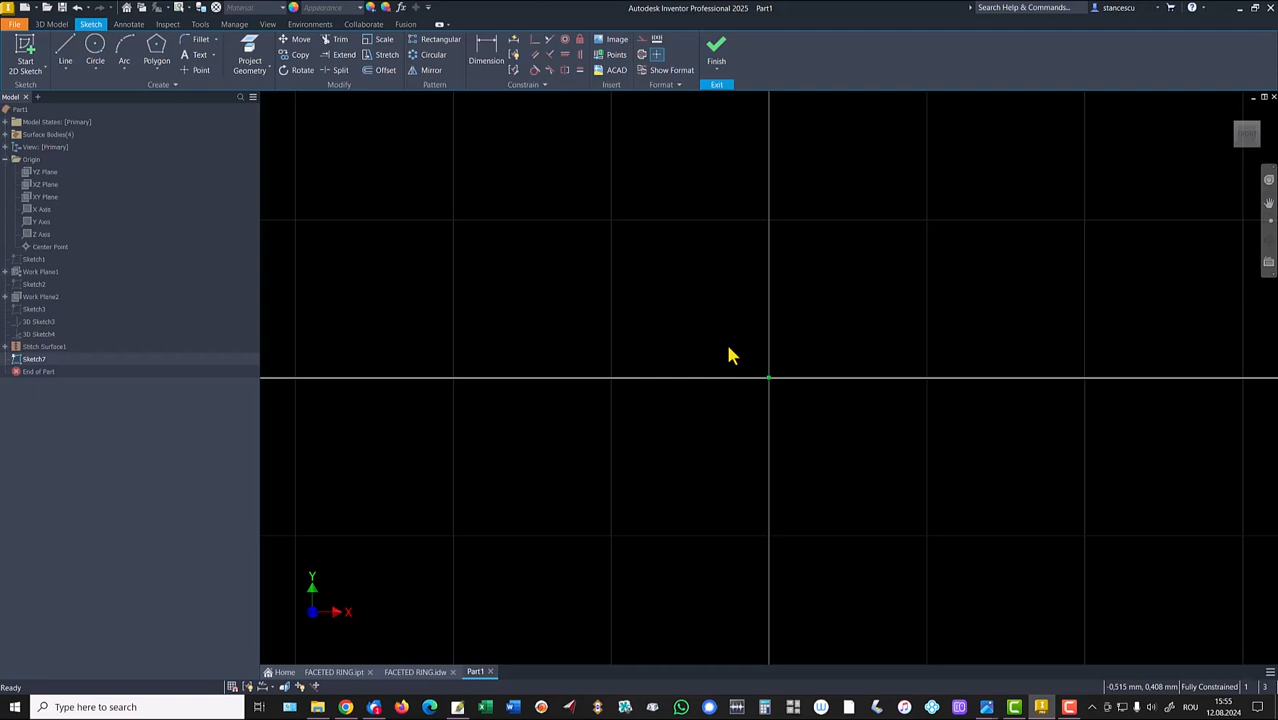 Material
Appearance
Autodesk Inventor Professional 2025 Part1
Search Help & Commands...
stancescu
File 3D Model Sketch Annotate Inspect Tools Manage View Environments Collaborate Fusion
Start
2D Sketch
Line
Circle
Arc
Polygon
Fillet
Text
Point
Project
Geometry
Move
Copy
Rotate
Trim
Extend
Split
Scale
Stretch
Offset
Rectangular
Circular
Mirror
Dimension
Image
Points
ACAD
Show Format
Finish
Sketch Create Modify Pattern Constrain Insert Format Exit
Model
Part1
Model States: [Primary]
Surface Bodies(4)
View: [Primary]
Origin
YZ Plane
XZ Plane
XY Plane
X Axis
Y Axis
Z Axis
Center Point
Sketch1
Work Plane1
Sketch2
Work Plane2
Sketch3
3D Sketch3
3D Sketch4
Stitch Surface1
Sketch7
End of Part
FRONT
Y
X
Home FACETED RING.ipt FACETED RING.idw Part1
Ready
-0,515 mm, 0,408 mm Fully Constrained 1 3
Type here to search
ROU
15:55
12.08.2024